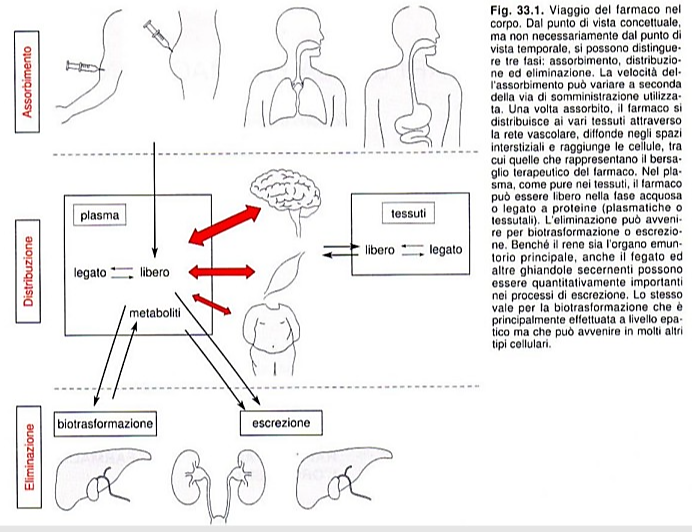 Fig. 33.1. Viaggio del farmaco nel
corpo. Dal punto di vista concettuale,
ma non necessariamente dal punto di
vista temporale, si possono distingue-
re tre fasi: assorbimento, distribuzio-
ne ed eliminazione. La velocità del-
l'assorbimento può variare a seconda
della via di somministrazione utilizza-
ta. Una volta assorbito, il farmaco si
distribuisce ai vari tessuti attraverso
la rete vascolare, diffonde negli spazi
interstiziali e raggiunge le cellule, tra
cui quelle che rappresentano il bersa-
glio terapeutico del farmaco. Nel pla-
sma, come pure nei tessuti, il farmaco
può essere libero nella fase acquosa
o legato a proteine (plasmatiche o
tessutali). L'eliminazione può avveni-
re per biotrasformazione o escrezio-
ne. Benché il rene sia l'organo emun-
torio principale, anche il fegato ed
altre ghiandole secernenti possono
essere quantitativamente importanti
nei processi di escrezione. Lo stesso
vale per la biotrasformazione che è
principalmente effettuata a livello epa-
tico ma che può avvenire in molti altri
tipi cellulari.
Assorbimento
Distribuzione
plasma
tessuti
legato libero
libero legato
metaboliti
Eliminazione
biotrasformazione
escrezione